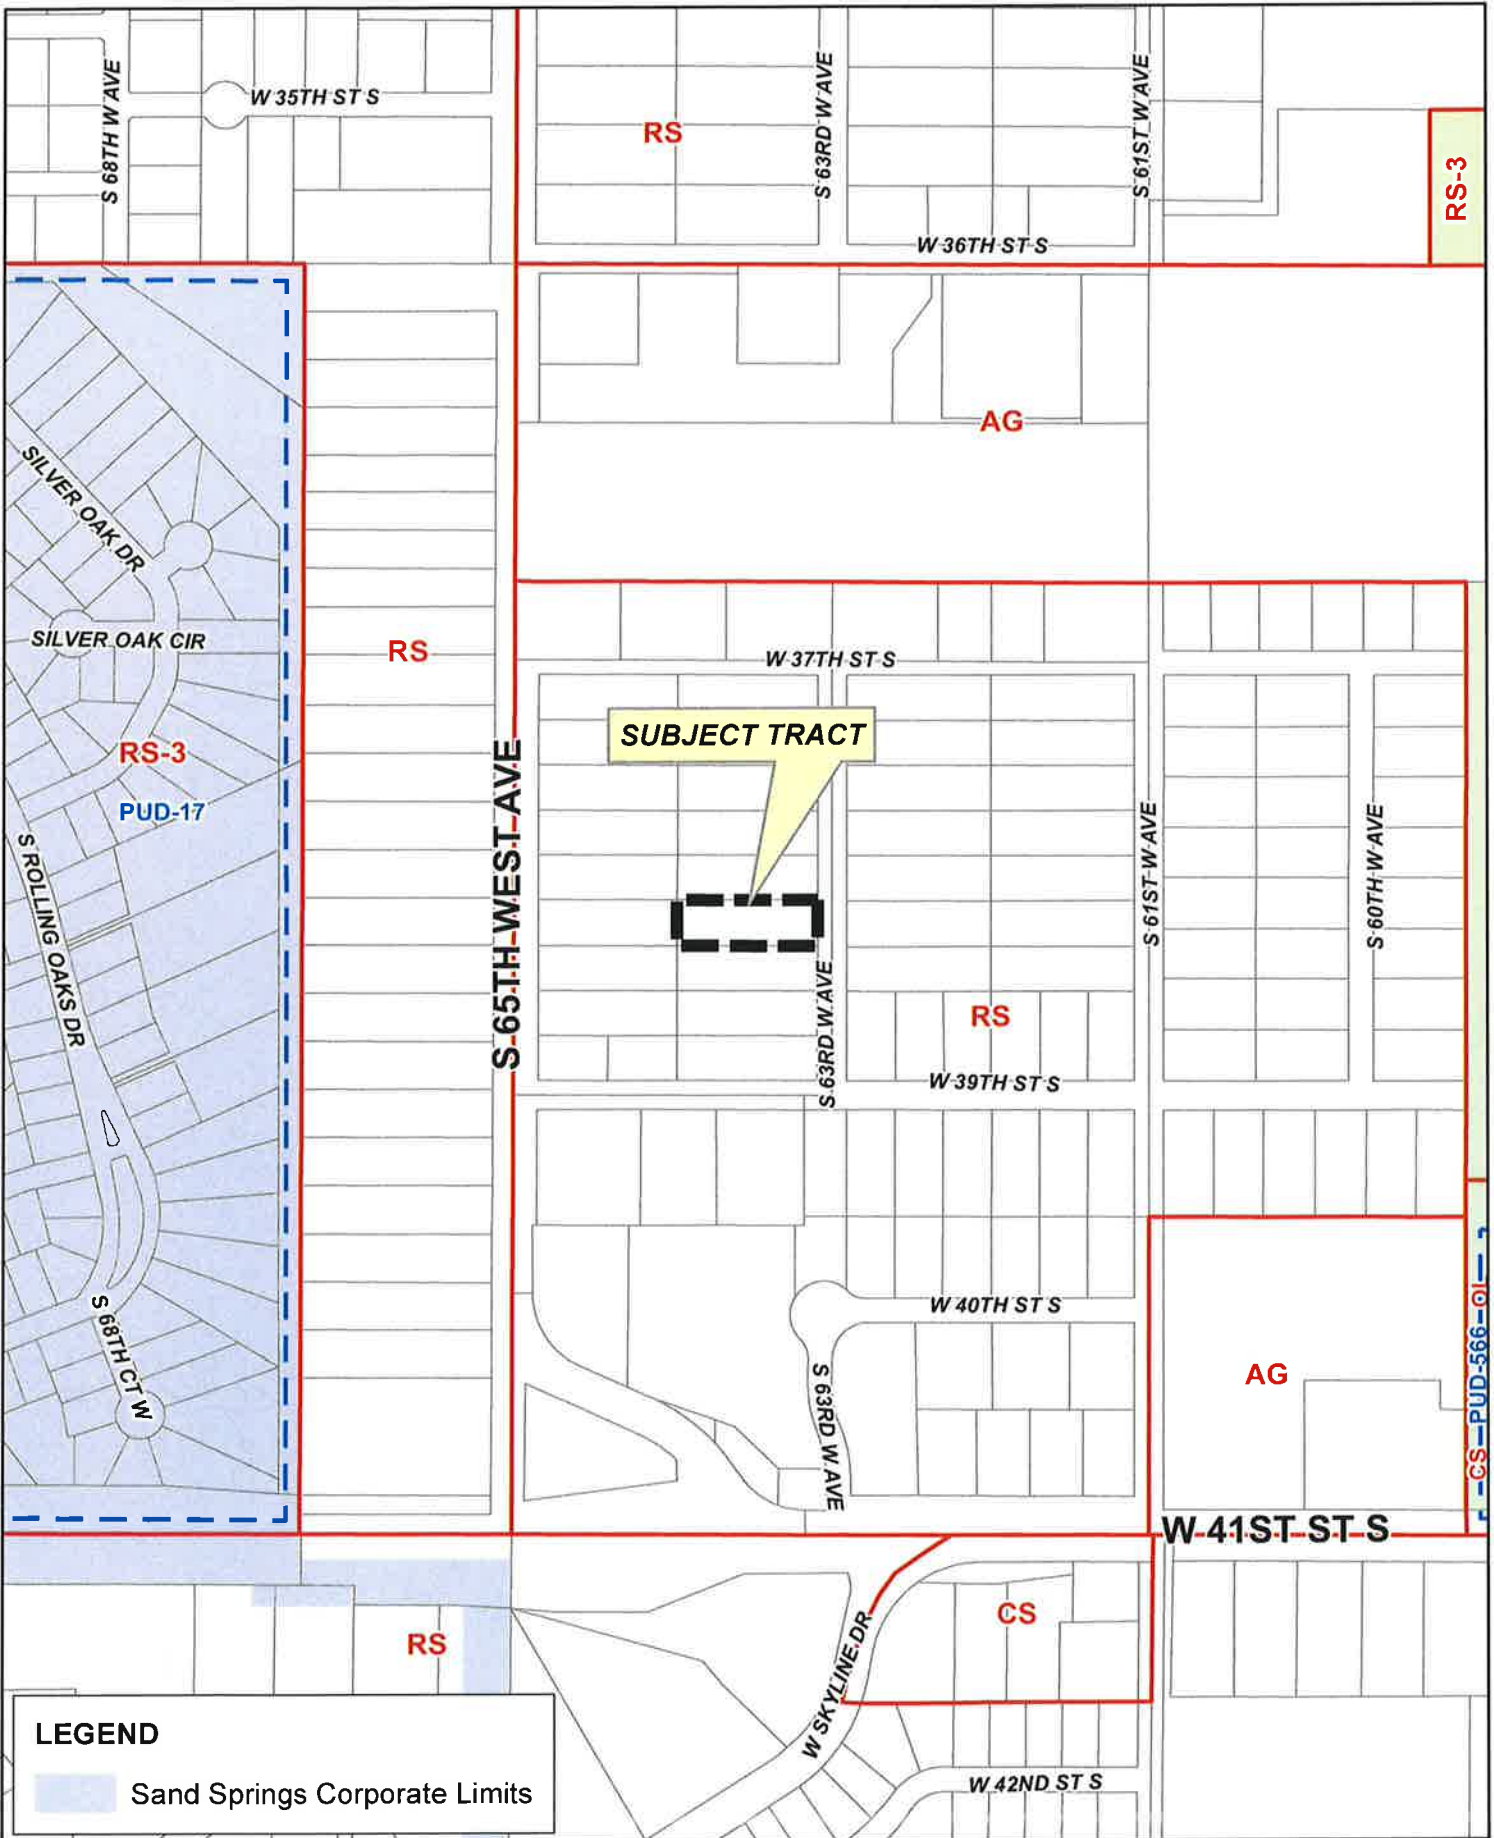 S 68TH W AVE
W 35TH ST S
RS
S 63RD W AVE
S 61ST W AVE
RS-3
W 36TH ST S
AG
SILVER OAK DR
SILVER OAK CIR
RS
W 37TH ST S
SUBJECT TRACT
RS-3
PUD-17
S 65TH WEST AVE
S ROLLING OAKS DR
S 61ST W AVE
S 60TH W AVE
S 63RD W AVE
RS
W 39TH ST S
W 40TH ST S
S 68TH CT W
S 63RD W AVE
AG
CS PUD-566 OL
W 41ST ST S
CS
RS
W SKYLINE DR
W 42ND ST S
LEGEND
Sand Springs Corporate Limits